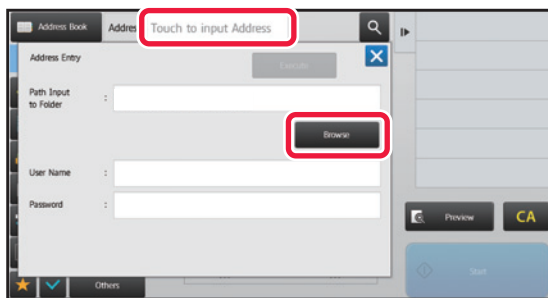 Address Book
Address
Touch to input Address
Address Entry
Execute
Path Input
to Folder
:
Browse
User Name
:
Password
:
Preview
CA
Start
Others